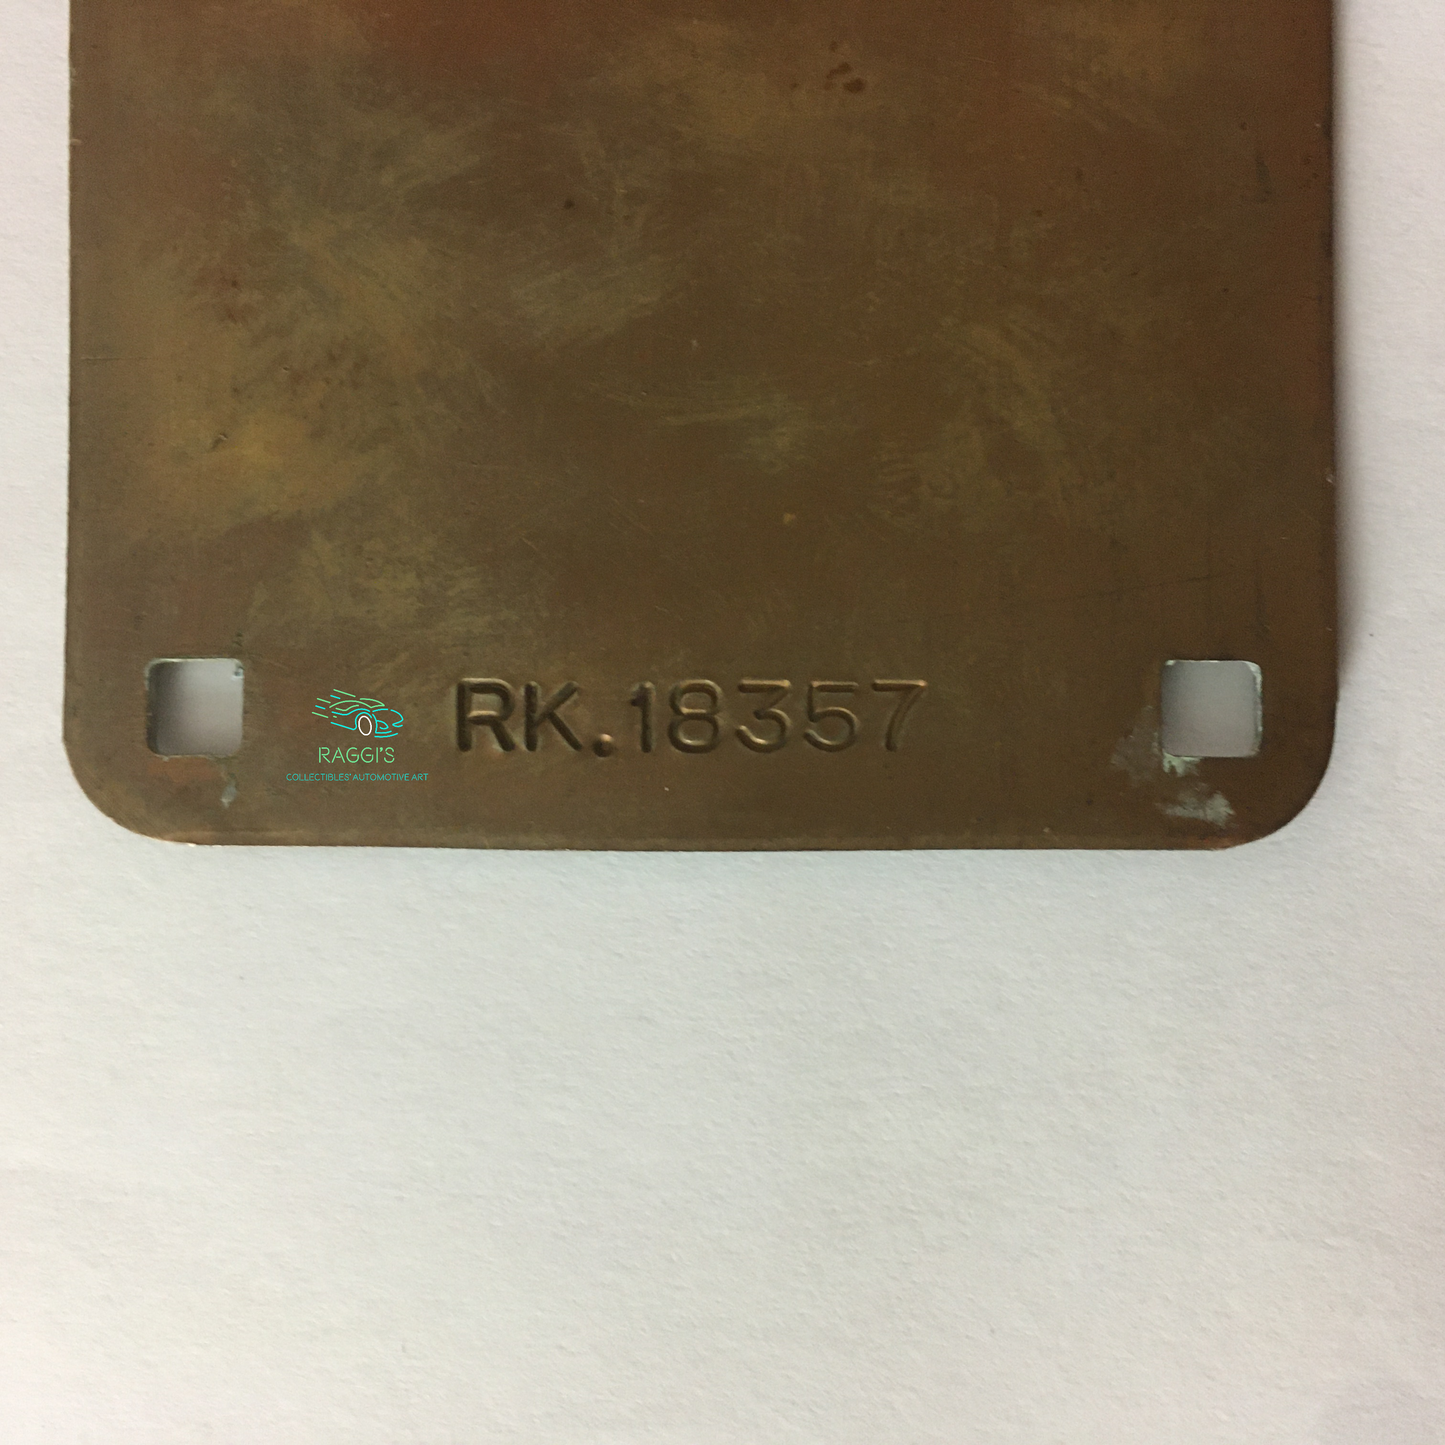 RK.18357
RAGGI'S
COLLECTIBLES' AUTOMOTIVE ART